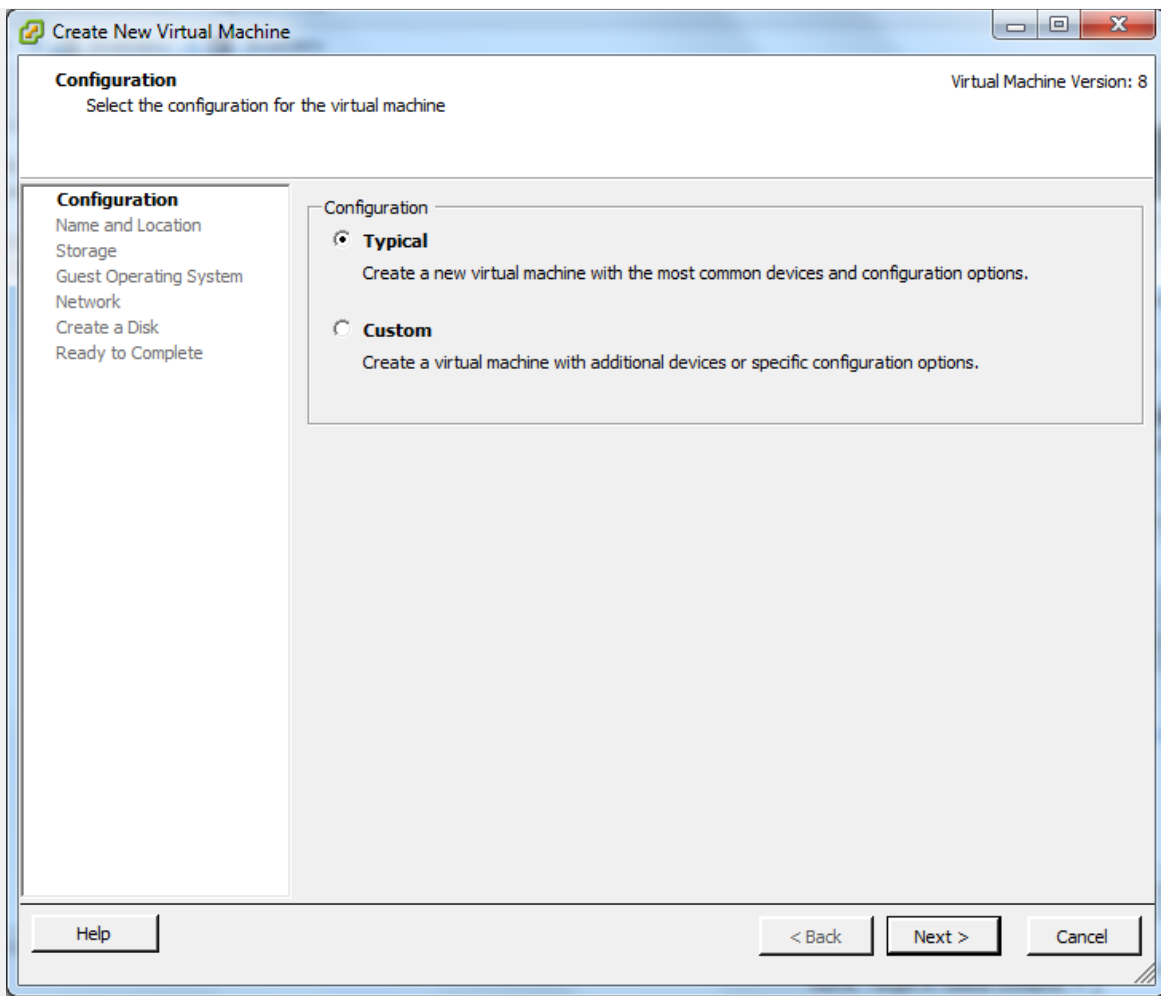 Create New Virtual Machine
Configuration
Virtual Machine Version: 8
Select the configuration for the virtual machine
Configuration
Name and Location
Storage
Guest Operating System
Network
Create a Disk
Ready to Complete
Configuration
Typical
Create a new virtual machine with the most common devices and configuration options.
Custom
Create a virtual machine with additional devices or specific configuration options.
Help
< Back
Next >
Cancel